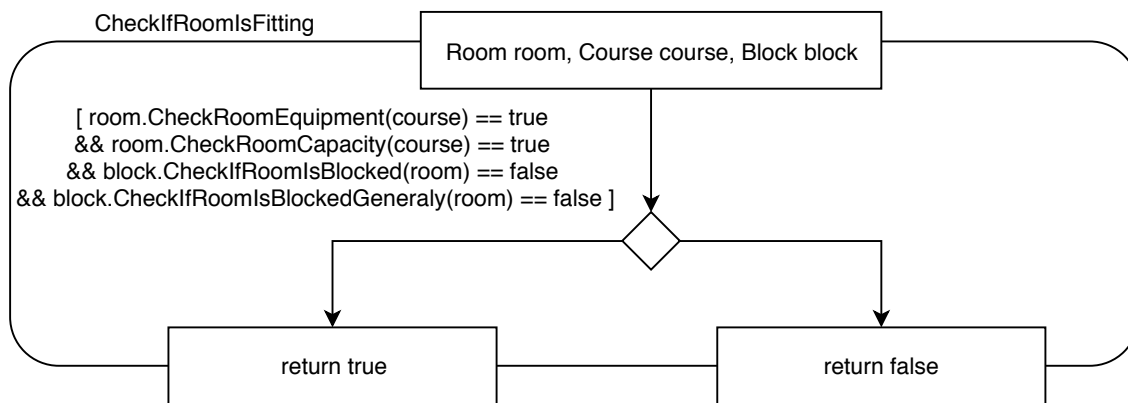 CheckIfRoomIsFitting
Room room, Course course, Block block
[ room.CheckRoomEquipment(course) == true
&& room.CheckRoomCapacity(course) == true
&& block.CheckIfRoomIsBlocked(room) == false
&& block.CheckIfRoomIsBlockedGeneraly(room) == false ]
return true
return false